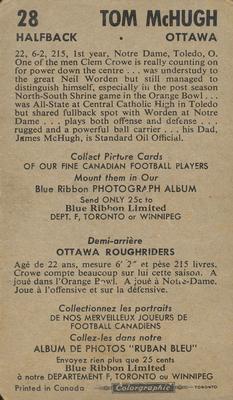 28 TOM McHUGH
HALFBACK • OTTAWA
22, 6-2, 215, 1st year, Notre Dame, Toledo, O.
One of the men Clem Crowe is really counting
on for power down the centre . . . was understudy to
the great Neil Worden but still managed to
distinguish himself, especially in the post season
North-South Shrine game in the Orange Bowl . . .
was All-State at Central Catholic High in Toledo
but shared fullback spot with Worden at Notre
Dame . . . plays both offense and defense . . .
rugged and a powerful ball carrier . . . his Dad,
James McHugh, is Standard Oil Official.
Collect Picture Cards
OF OUR FINE CANADIAN FOOTBALL PLAYERS
Mount them in Our
Blue Ribbon PHOTOGRAPH ALBUM
Send ONLY 25c to
Blue Ribbon Limited
DEPT. F, TORONTO or WINNIPEG
Demi-arrière
OTTAWA ROUGHRIDERS
Agé de 22 ans, mesure 6' 2" et pèse 215 livres.
Crowe compte beaucoup sur lui cette saison. A
joué dans l'Orange Bowl. A joué à Notre-Dame.
Joue à l'offensive et sur la défensive.
Collectionnez les portraits
DE NOS MERVEILLEUX JOUEURS DE
FOOTBALL CANADIENS
Collez-les dans notre
ALBUM DE PHOTOS "RUBAN BLEU"
Envoyez rien plus que 25 cents
Blue Ribbon Limited
à notre DEPARTEMENT F, TORONTO ou WINNIPEG
Printed in Canada Colorgraphic TORONTO